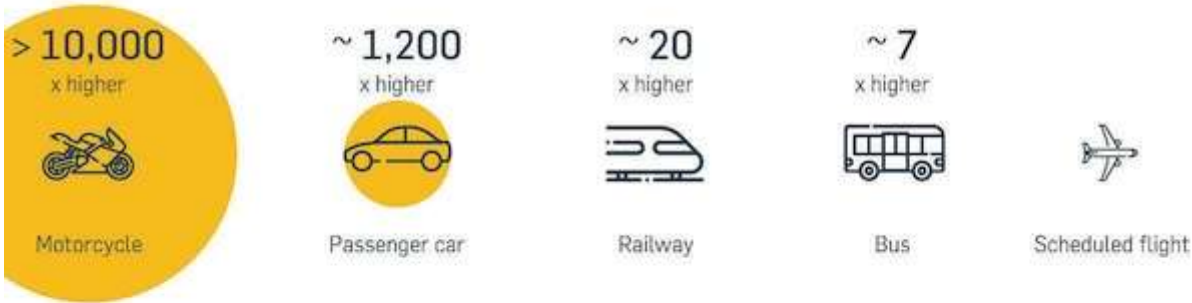 > 10,000
x higher
Motorcycle
~ 1,200
x higher
Passenger car
~ 20
x higher
Railway
~ 7
x higher
Bus
Scheduled flight